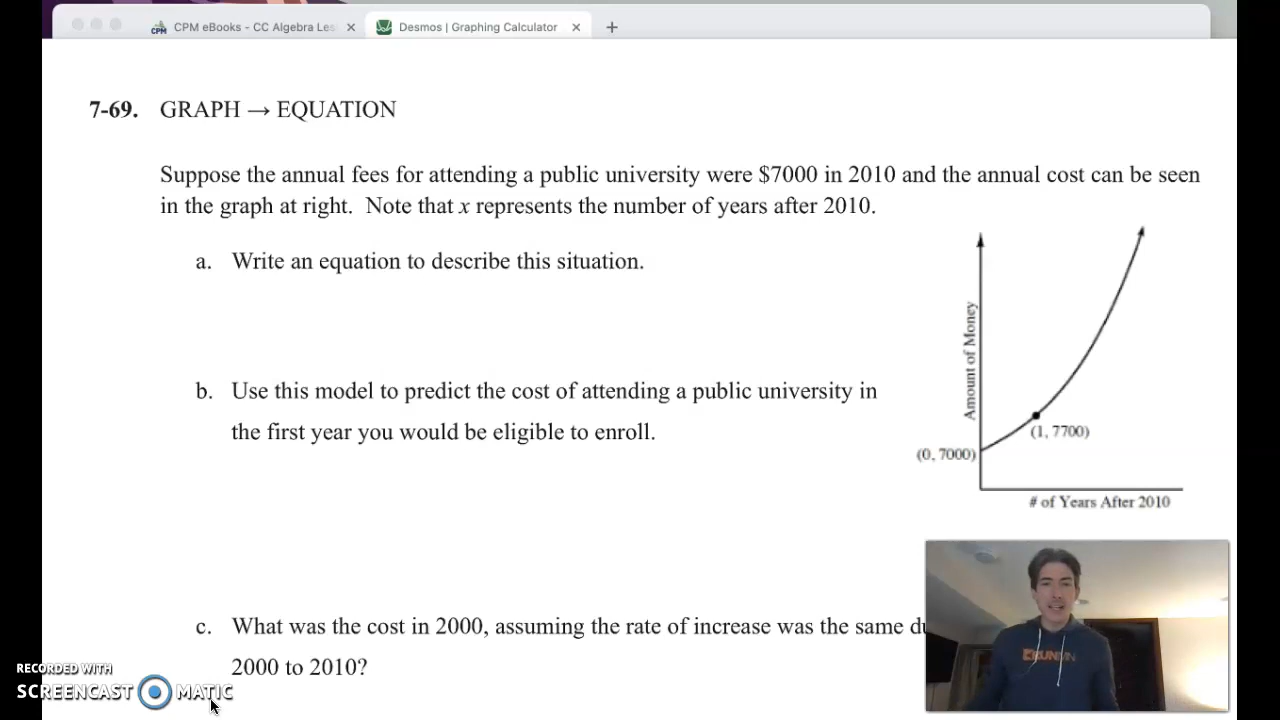 CPM eBooks - CC Algebra Les
Desmos | Graphing Calculator
7-69. GRAPH → EQUATION
Suppose the annual fees for attending a public university were $7000 in 2010 and the annual cost can be seen
in the graph at right. Note that x represents the number of years after 2010.
a. Write an equation to describe this situation.
b. Use this model to predict the cost of attending a public university in
the first year you would be eligible to enroll.
Amount of Money
(1, 7700)
(0, 7000)
# of Years After 2010
c. What was the cost in 2000, assuming the rate of increase was the same
2000 to 2010?
RECORDED WITH
SCREENCAST MATIC